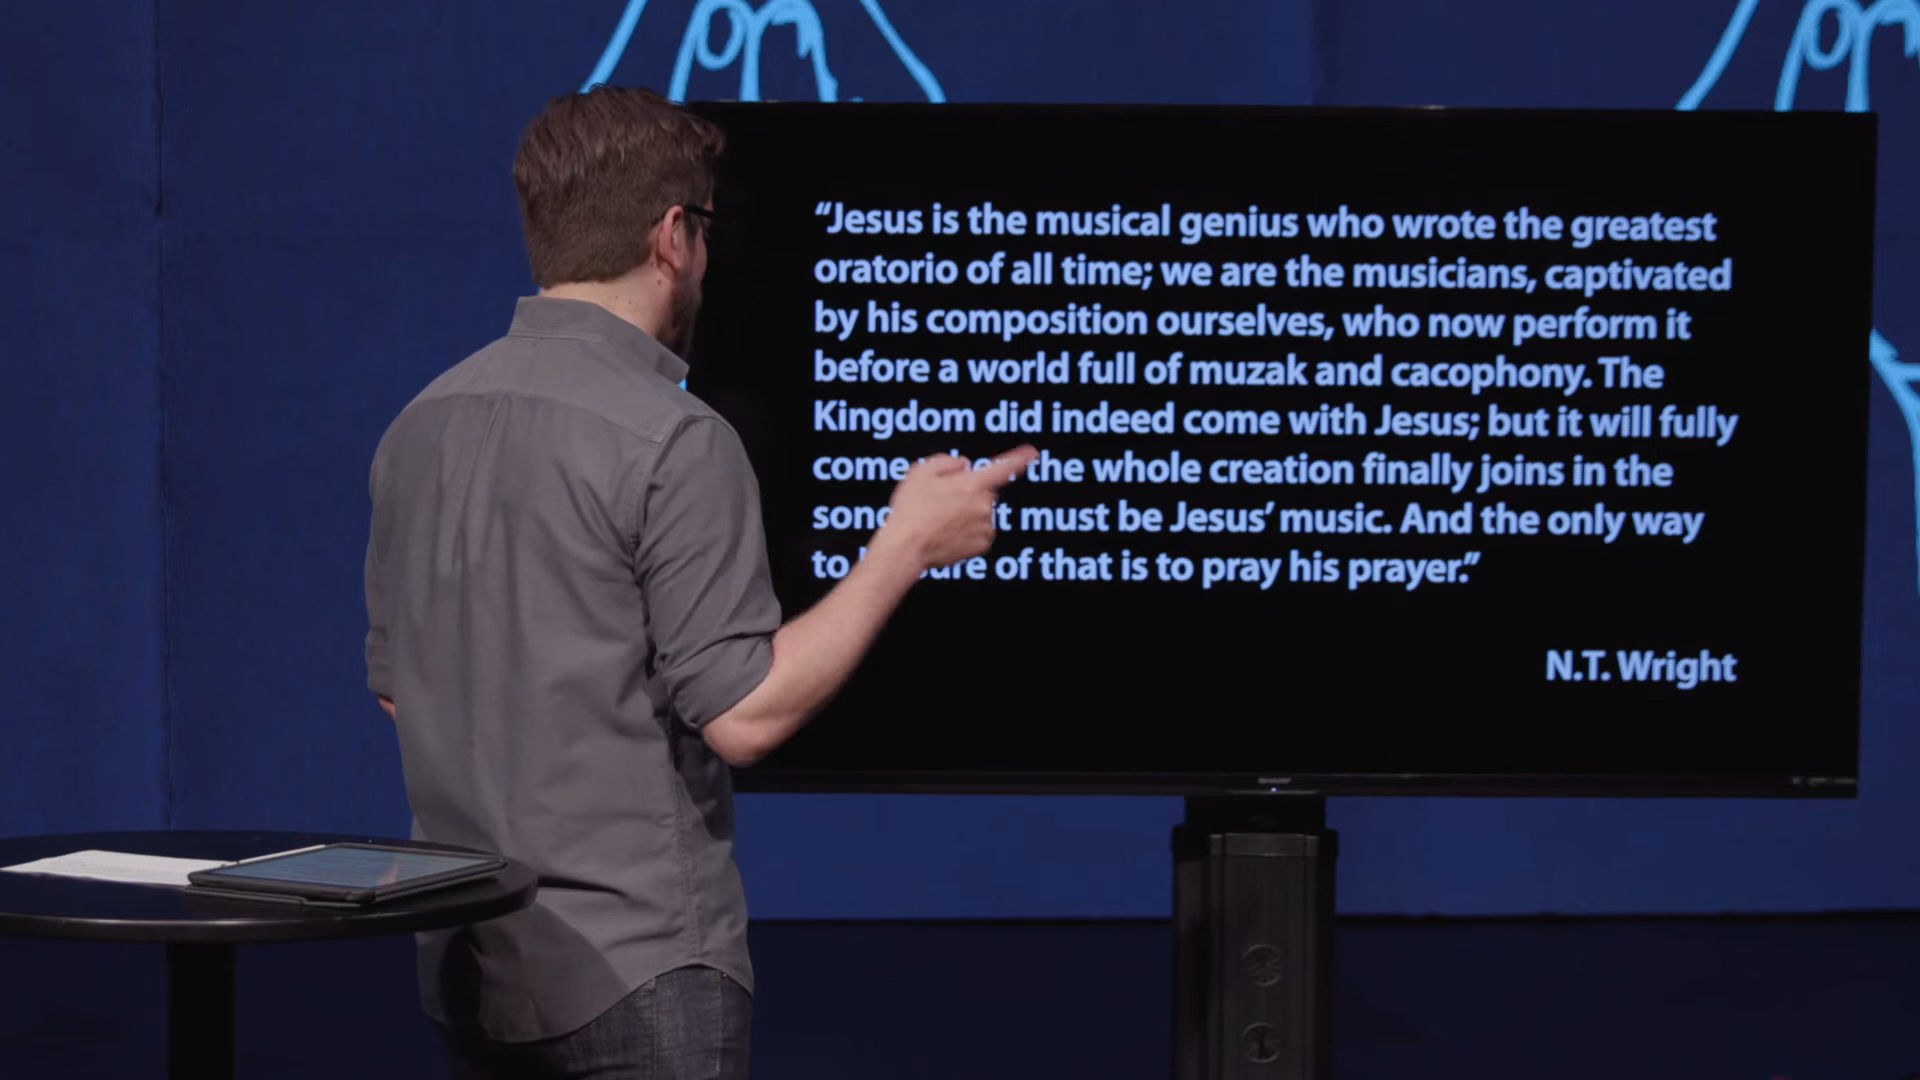 “Jesus is the musical genius who wrote the greatest
oratorio of all time; we are the musicians, captivated
by his composition ourselves, who now perform it
before a world full of muzak and cacophony. The
Kingdom did indeed come with Jesus; but it will fully
come when the whole creation finally joins in the
it must be Jesus’ music. And the only way
to sure of that is to pray his prayer.”
N.T. Wright
SHARP